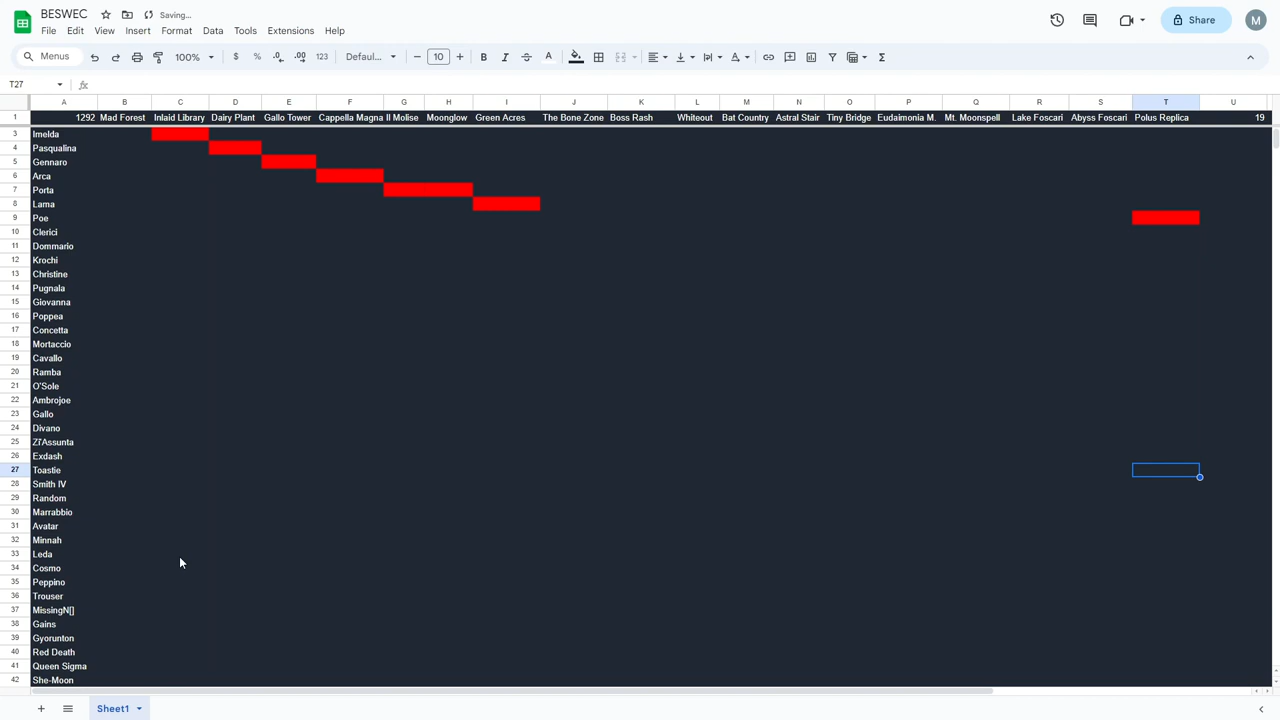 BESWEC Saving...
File Edit View Insert Format Data Tools Extensions Help
Share M
Menus 100% $ % .0 .00 123 Defaul... 10 B I A Σ
T27 fx
A B C D E F G H I J K L M N O P Q R S T U
1 1292 Mad Forest Inlaid Library Dairy Plant Gallo Tower Cappella Magna Il Molise Moonglow Green Acres The Bone Zone Boss Rash Whiteout Bat Country Astral Stair Tiny Bridge Eudaimonia M. Mt. Moonspell Lake Foscari Abyss Foscari Polus Replica 19
3 Imelda
4 Pasqualina
5 Gennaro
6 Arca
7 Porta
8 Lama
9 Poe
10 Clerici
11 Dommario
12 Krochi
13 Christine
14 Pugnala
15 Giovanna
16 Poppea
17 Concetta
18 Mortaccio
19 Cavallo
20 Ramba
21 O'Sole
22 Ambrojoe
23 Gallo
24 Divano
25 Zi'Assunta
26 Exdash
27 Toastie
28 Smith IV
29 Random
30 Marrabbio
31 Avatar
32 Minnah
33 Leda
34 Cosmo
35 Peppino
36 Trouser
37 MissingN[]
38 Gains
39 Gyorunton
40 Red Death
41 Queen Sigma
42 She-Moon
Sheet1